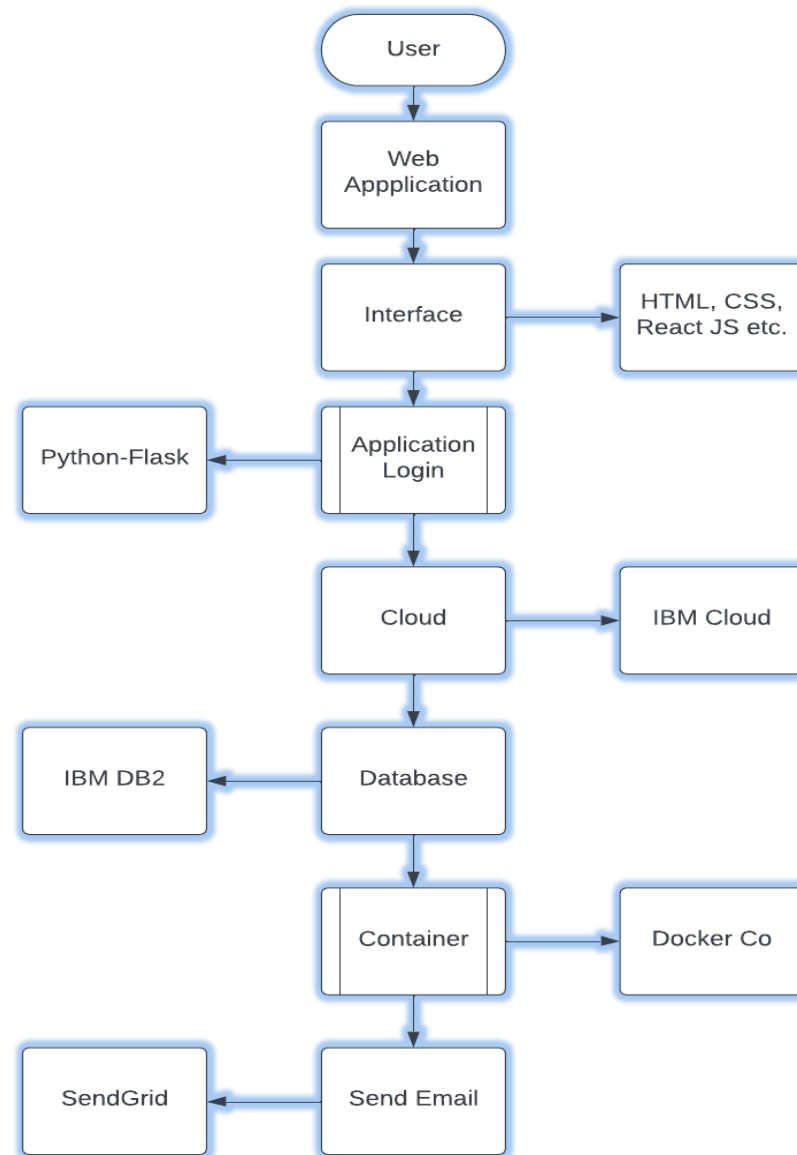 User
Web
Appplication
Interface
HTML, CSS,
React JS etc.
Python-Flask
Application
Login
Cloud
IBM Cloud
IBM DB2
Database
Container
Docker Co
SendGrid
Send Email